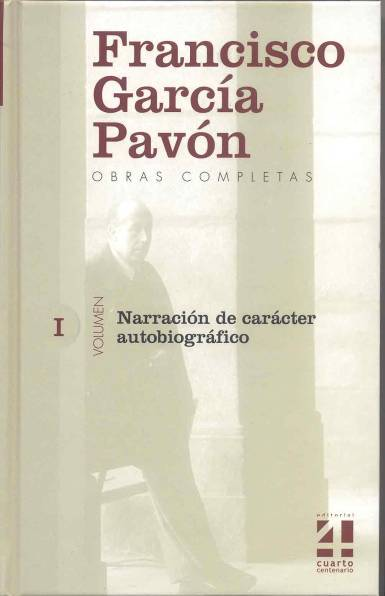 Francisco
García
Pavón
OBRAS COMPLETAS
I
VOLUMEN
Narración de carácter
autobiográfico
editorial
4
cuarto
centenario